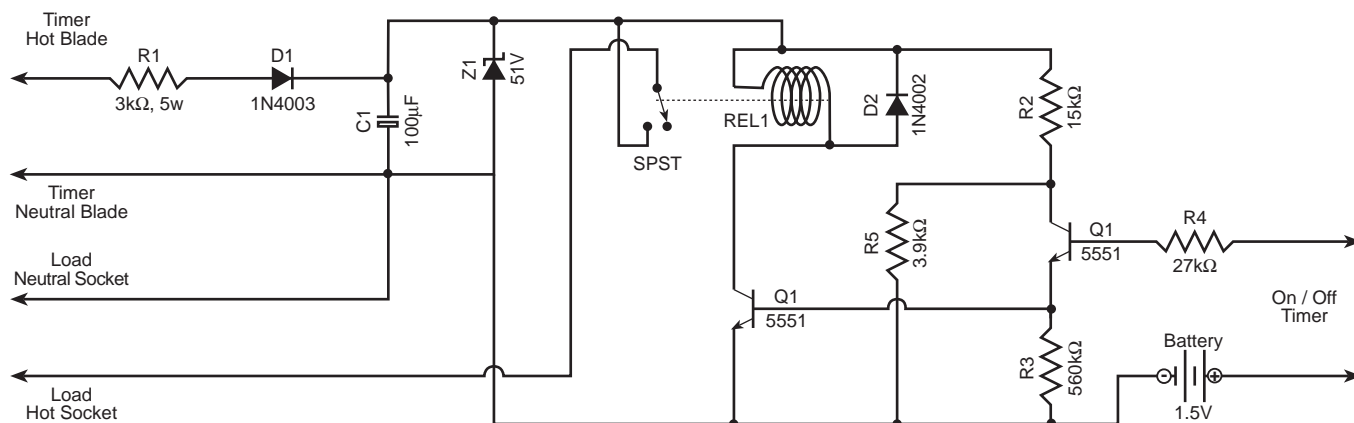 Timer
Hot Blade
R1
3kΩ, 5w
D1
1N4003
C1
100μF
Z1
51V
Timer
Neutral Blade
Load
Neutral Socket
Load
Hot Socket
SPST
REL1
D2
1N4002
R2
15kΩ
R5
3.9kΩ
Q1
5551
R4
27kΩ
Q1
5551
R3
560kΩ
On / Off
Timer
Battery
-
+
1.5V